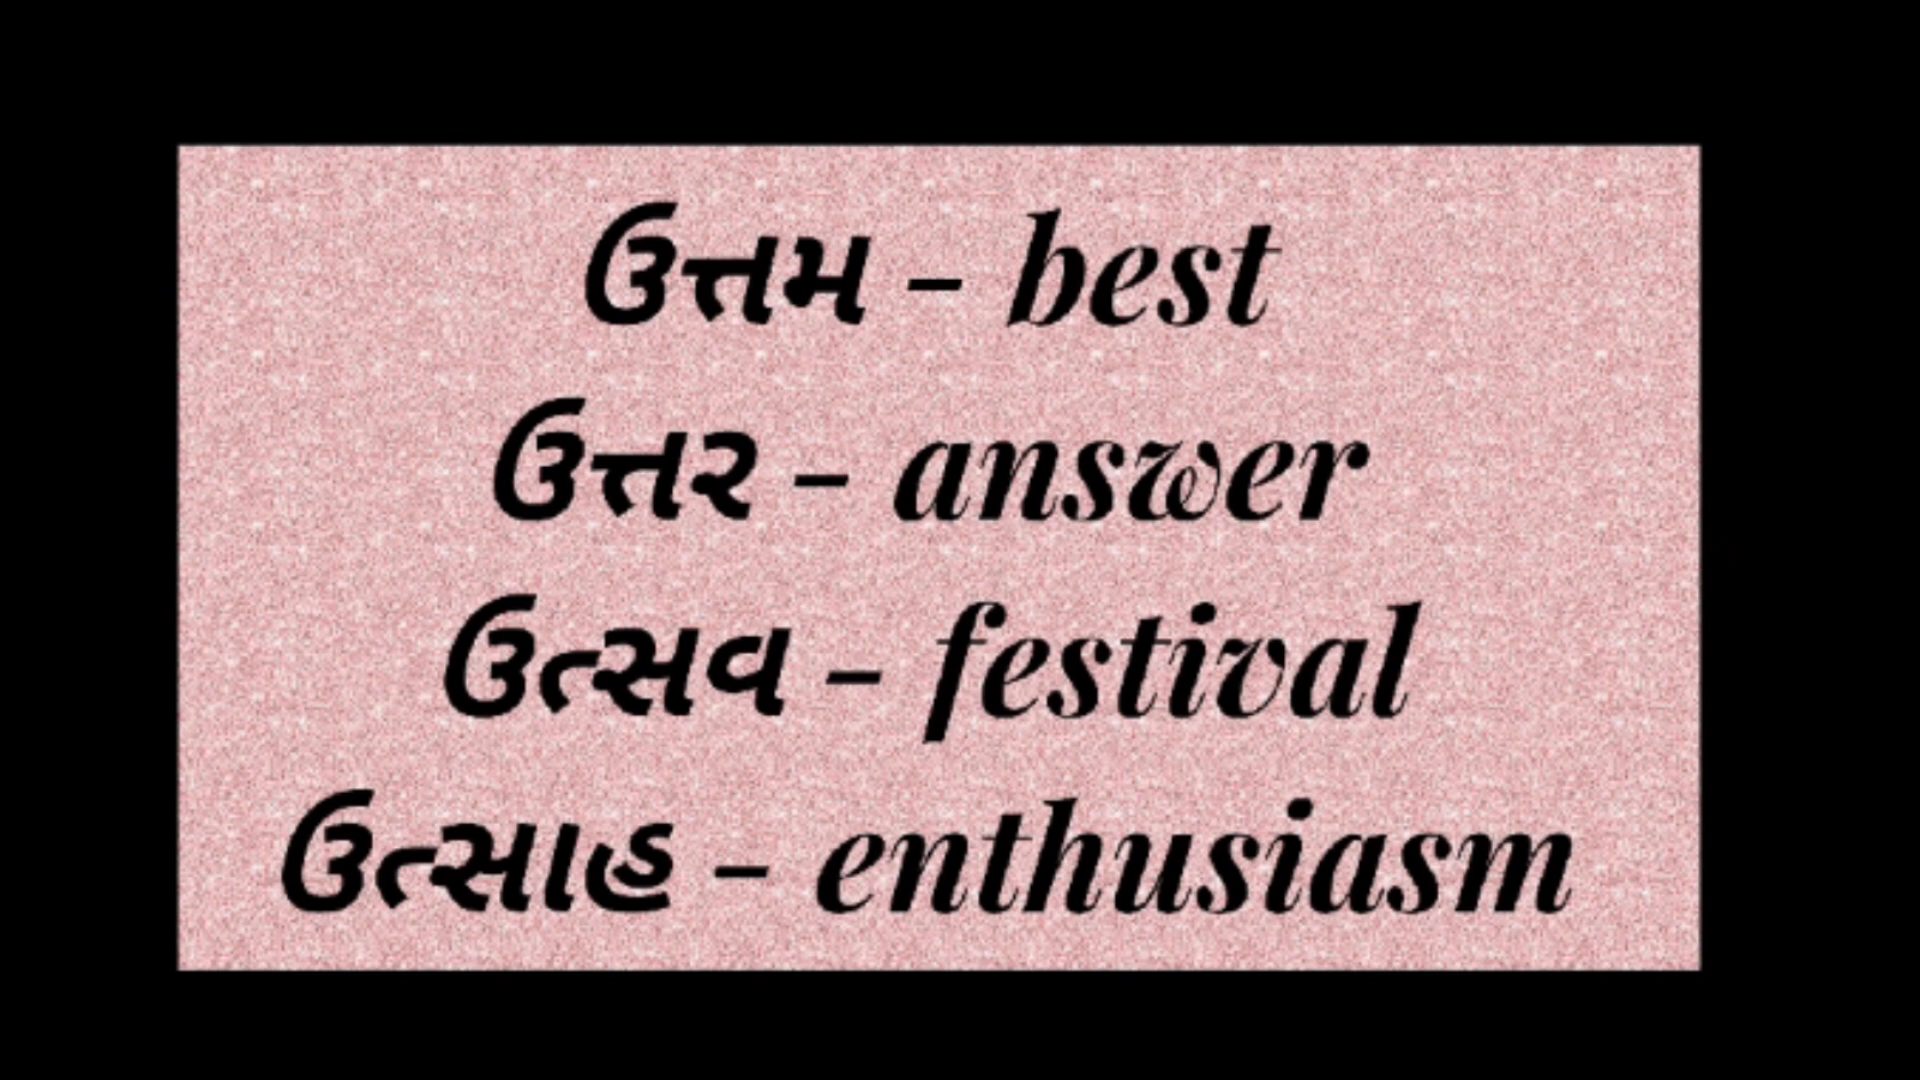 ઉત્તમ – best
ઉત્તર – answer
ઉત્સવ – festival
ઉત્સાહ – enthusiasm